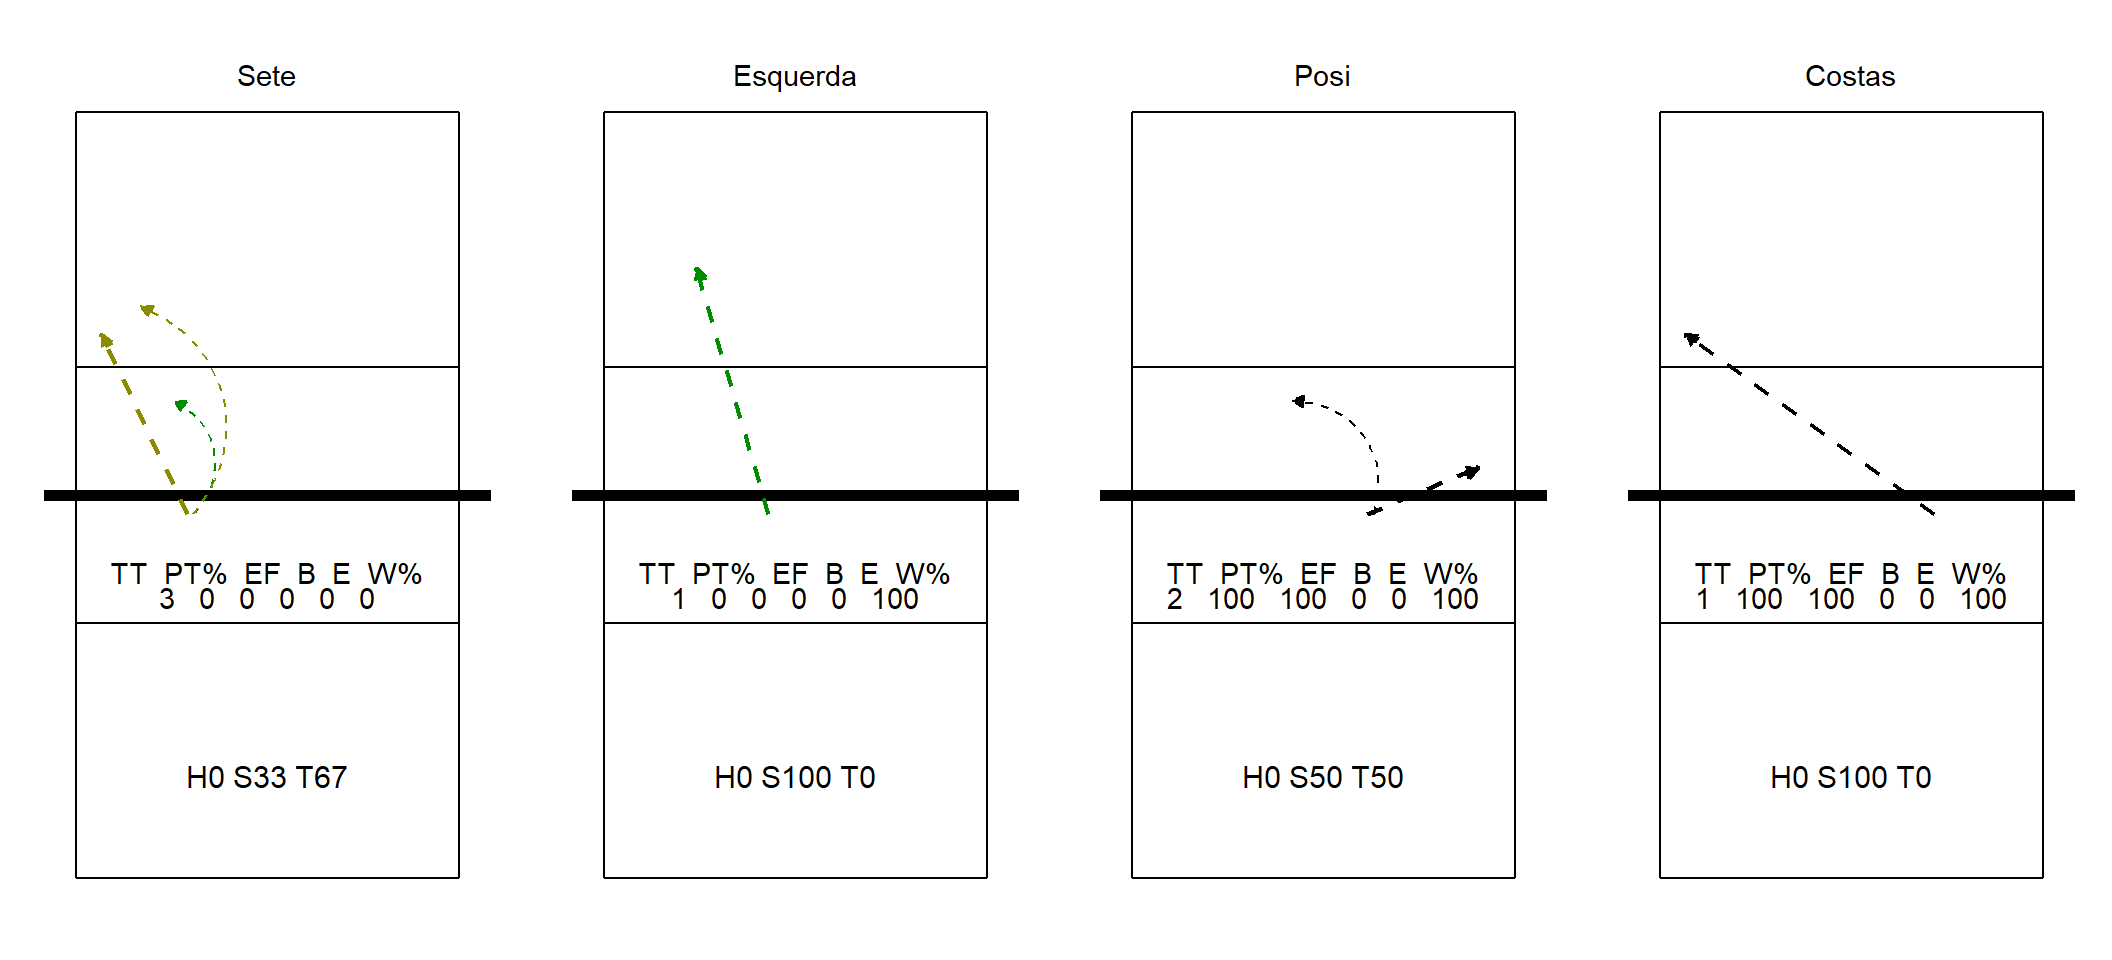 Sete
TT PT% EF B E W%
3 0 0 0 0 0
H0 S33 T67
Esquerda
TT PT% EF B E W%
1 0 0 0 0 100
H0 S100 T0
Posi
TT PT% EF B E W%
2 100 100 0 0 100
H0 S50 T50
Costas
TT PT% EF B E W%
1 100 100 0 0 100
H0 S100 T0